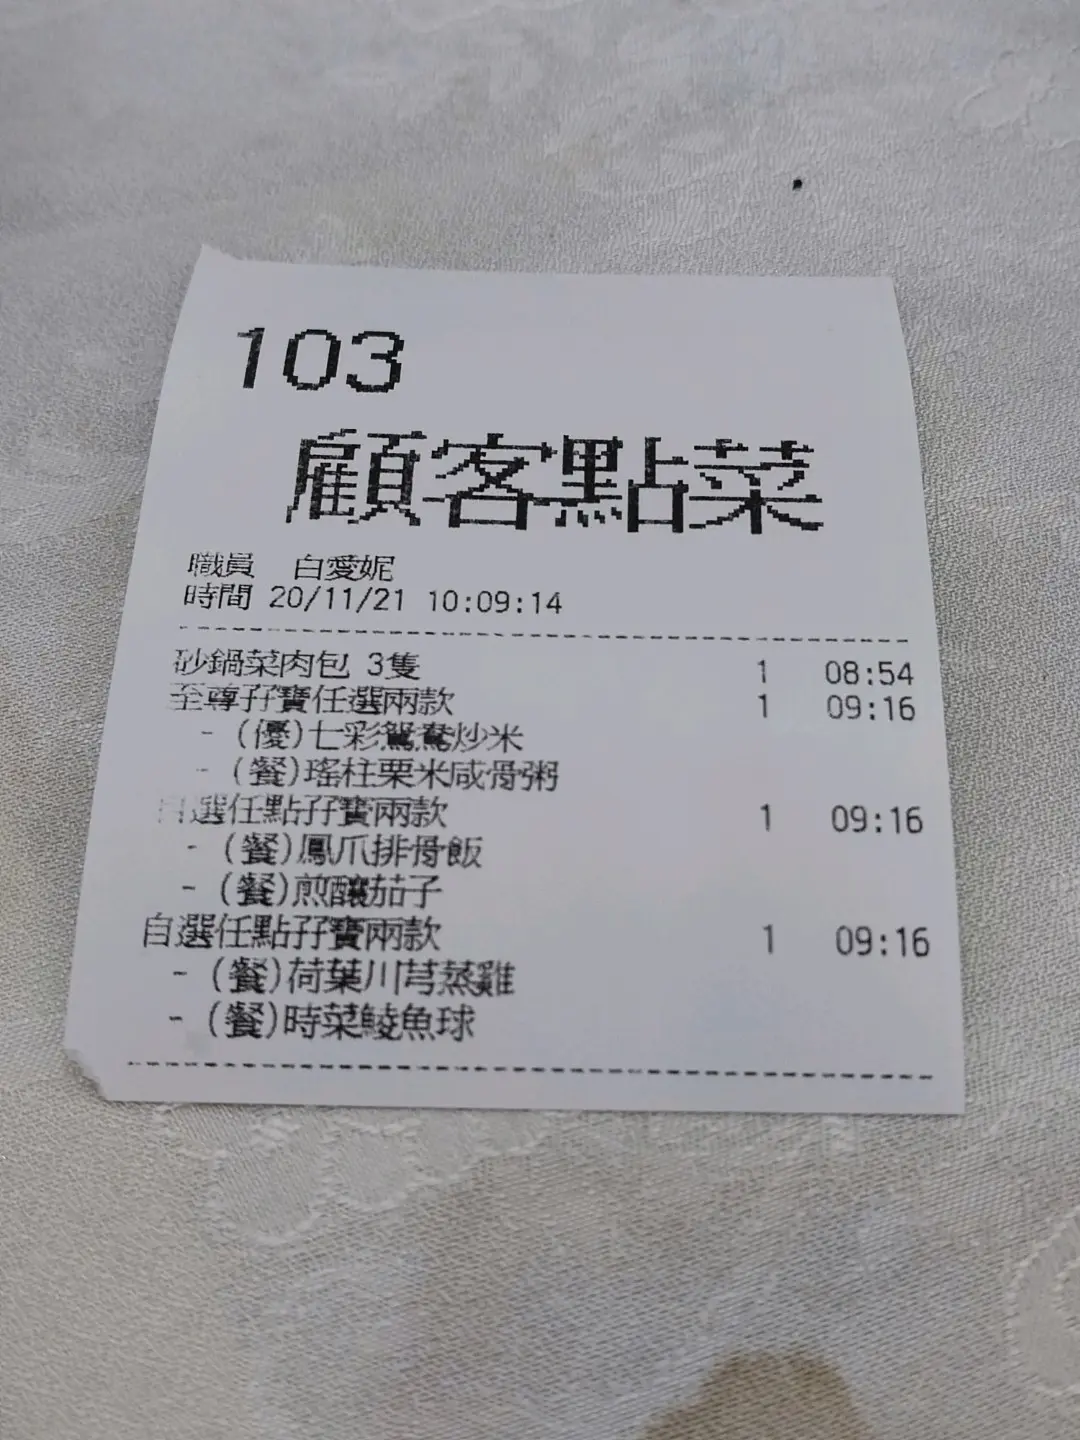 103
顧客點菜
職員 白愛妮
時間 20/11/21 10:09:14
砂鍋菜肉包 3隻 1 08:54
至尊孖寶任選兩款 1 09:16
- (優)七彩鴛鴦炒米
- (餐)瑤柱粟米咸骨粥
自選任點孖寶兩款 1 09:16
- (餐)鳳爪排骨飯
- (餐)煎釀茄子
自選任點孖寶兩款 1 09:16
- (餐)荷葉川芎蒸雞
- (餐)時菜鯪魚球